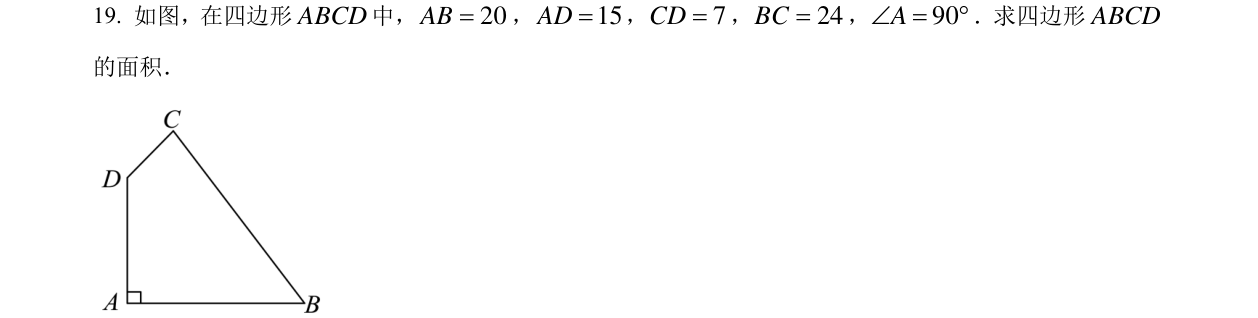 19. 如图，在四边形 ABCD 中，AB = 20，AD = 15，CD = 7，BC = 24，∠A = 90°．求四边形 ABCD
的面积．
C
D
A
B